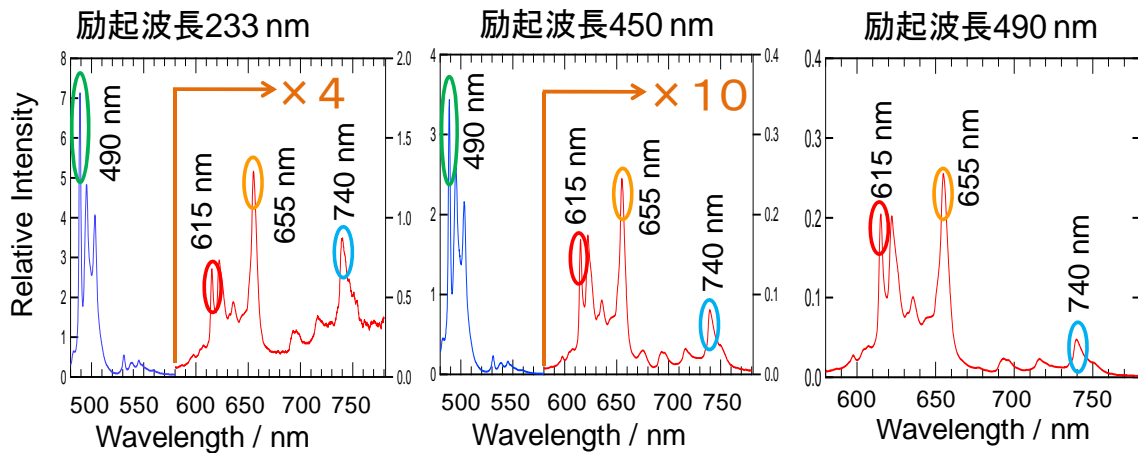 励起波長233 nm
Relative Intensity
8
7
6
5
4
3
2
1
0
2.0
1.5
1.0
0.5
0.0
×4
490 nm
615 nm
655 nm
740 nm
500 550 600 650 700 750
Wavelength / nm
励起波長450 nm
4
3
2
1
0
0.4
0.3
0.2
0.1
0.0
×10
490 nm
615 nm
655 nm
740 nm
500 550 600 650 700 750
Wavelength / nm
励起波長490 nm
0.4
0.3
0.2
0.1
0.0
615 nm
655 nm
740 nm
600 650 700 750
Wavelength / nm